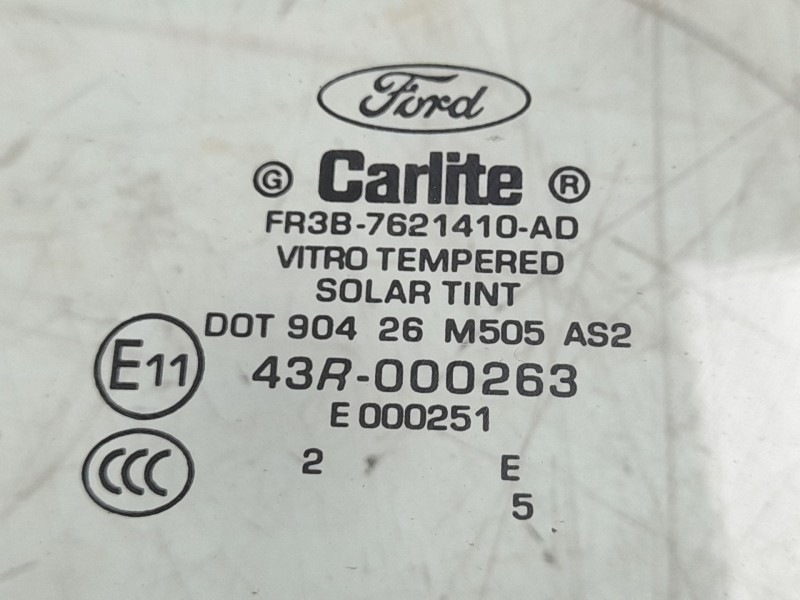 Ford
G Carlite ®
FR3B-7621410-AD
VITRO TEMPERED
SOLAR TINT
DOT 904 26 M505 AS2
E11 43R-000263
E 000251
CCC 2 E
5